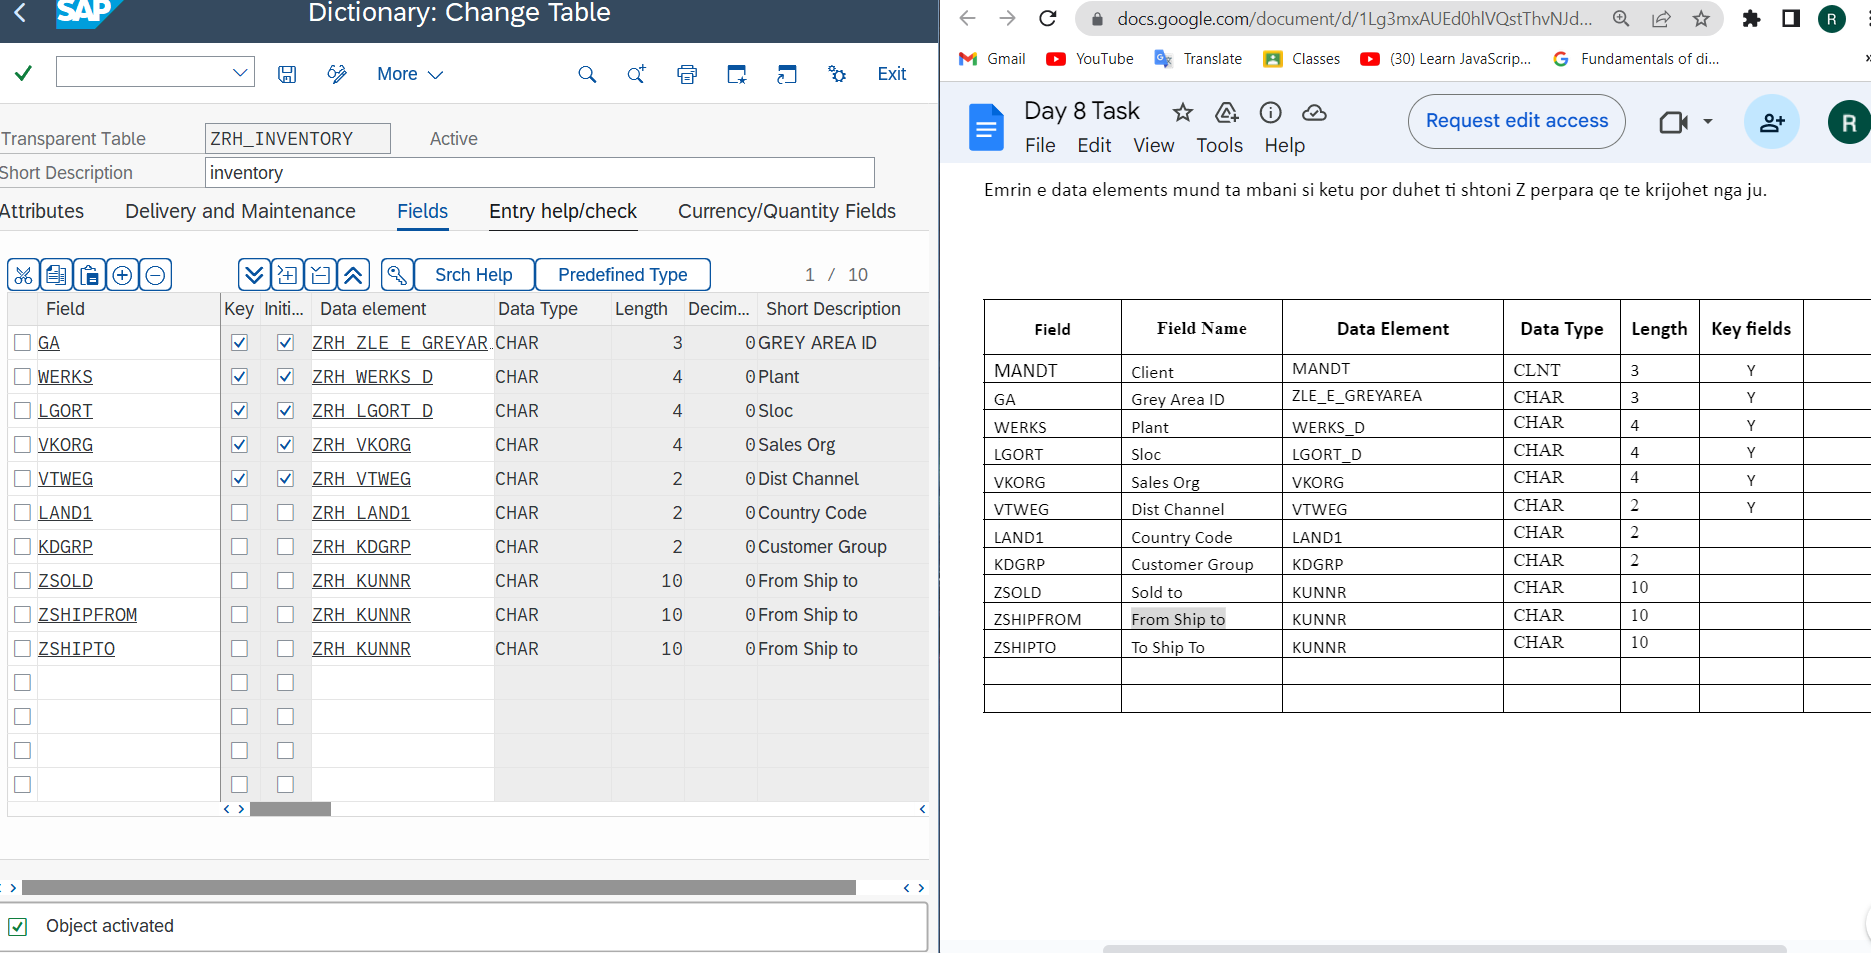 SAP
Dictionary: Change Table
More
Exit
Transparent Table ZRH_INVENTORY Active
Short Description inventory
Attributes Delivery and Maintenance Fields Entry help/check Currency/Quantity Fields
Srch Help Predefined Type 1 / 10
Field Key Initi... Data element Data Type Length Decim... Short Description
GA ZRH_ZLE_E_GREYAR.. CHAR 3 0 GREY AREA ID
WERKS ZRH_WERKS_D CHAR 4 0 Plant
LGORT ZRH_LGORT_D CHAR 4 0 Sloc
VKORG ZRH_VKORG CHAR 4 0 Sales Org
VTWEG ZRH_VTWEG CHAR 2 0 Dist Channel
LAND1 ZRH_LAND1 CHAR 2 0 Country Code
KDGRP ZRH_KDGRP CHAR 2 0 Customer Group
ZSOLD ZRH_KUNNR CHAR 10 0 From Ship to
ZSHIPFROM ZRH_KUNNR CHAR 10 0 From Ship to
ZSHIPTO ZRH_KUNNR CHAR 10 0 From Ship to
Object activated
docs.google.com/document/d/1Lg3mxAUEd0hlVQstThvNJd... R
Gmail YouTube Translate Classes (30) Learn JavaScrip... Fundamentals of di... »
Day 8 Task
Request edit access
R
File Edit View Tools Help
Emrin e data elements mund ta mbani si ketu por duhet ti shtoni Z perpara qe te krijohet nga ju.
Field Field Name Data Element Data Type Length Key fields
MANDT Client MANDT CLNT 3 Y
GA Grey Area ID ZLE_E_GREYAREA CHAR 3 Y
WERKS Plant WERKS_D CHAR 4 Y
LGORT Sloc LGORT_D CHAR 4 Y
VKORG Sales Org VKORG CHAR 4 Y
VTWEG Dist Channel VTWEG CHAR 2 Y
LAND1 Country Code LAND1 CHAR 2
KDGRP Customer Group KDGRP CHAR 2
ZSOLD Sold to KUNNR CHAR 10
ZSHIPFROM From Ship to KUNNR CHAR 10
ZSHIPTO To Ship To KUNNR CHAR 10